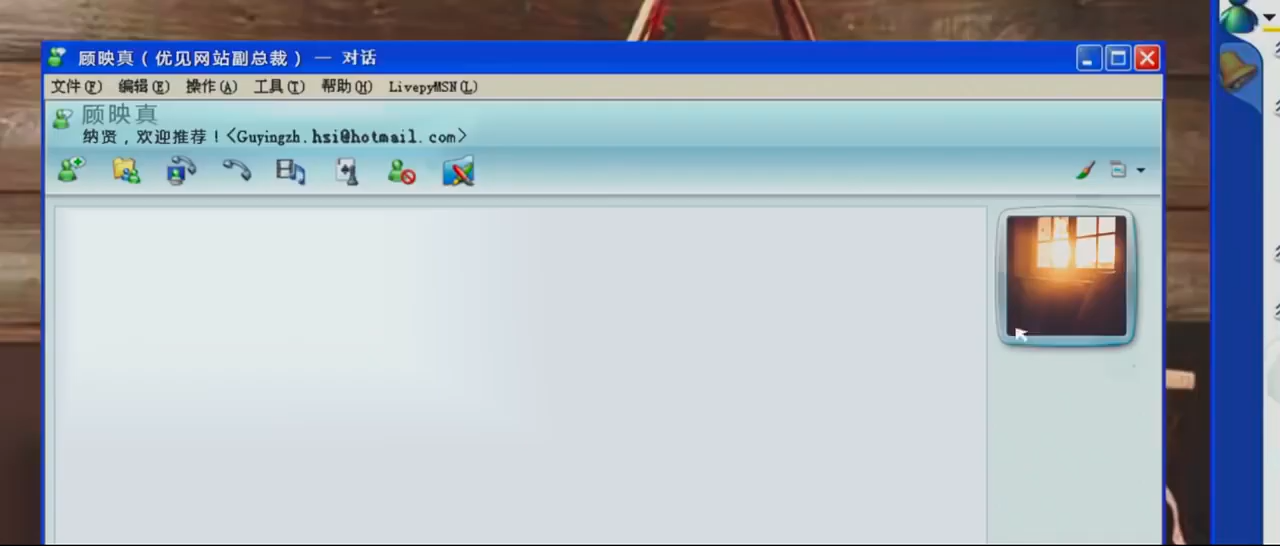 顾映真（优见网站副总裁）— 对话
文件(F) 编辑(E) 操作(A) 工具(T) 帮助(H) LivepyMSN(L)
顾映真
纳贤，欢迎推荐！<Guyingzh.hsi@hotmail.com>